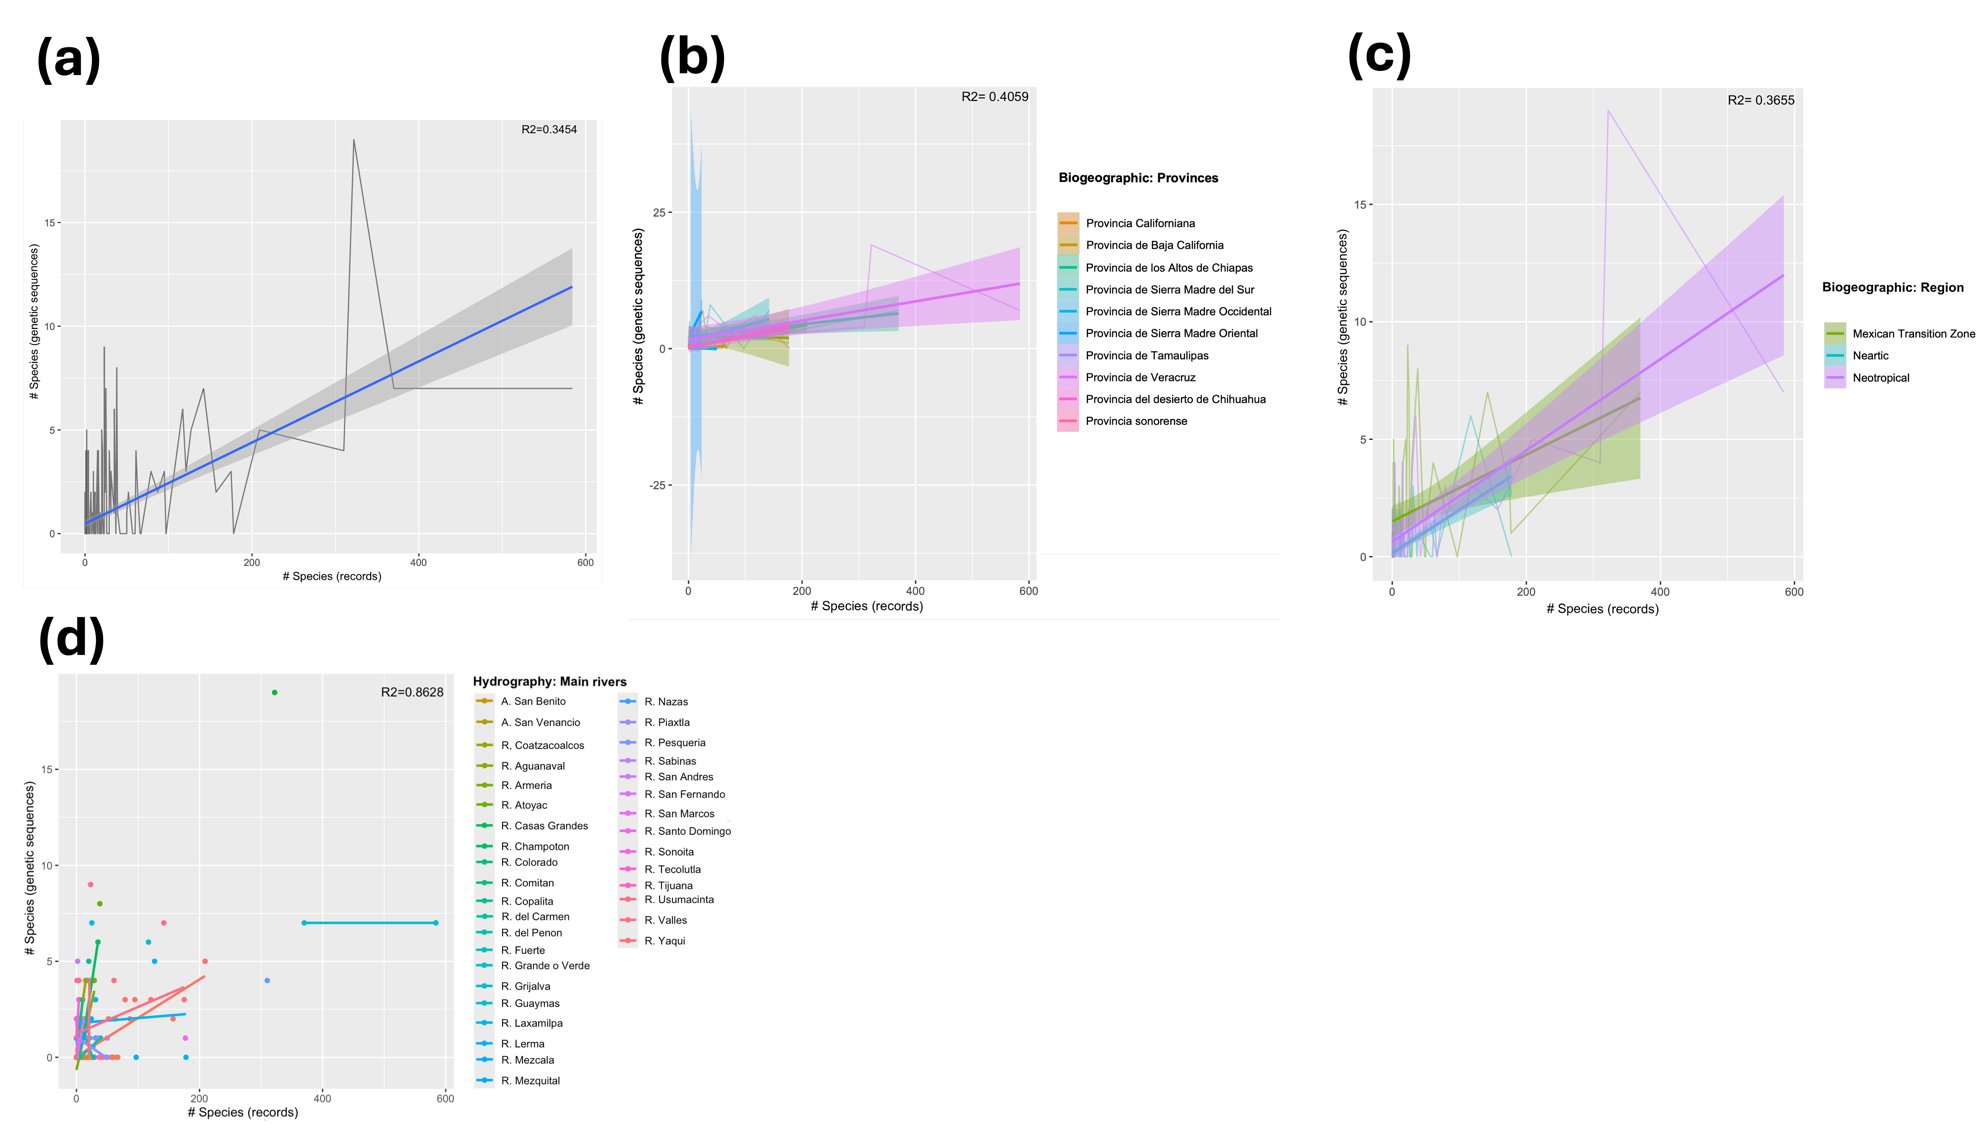 (a)
R2=0.3454
# Species (genetic sequences)
15
10
5
0
0
200
400
600
# Species (records)
(b)
R2= 0.4059
# Species (genetic sequences)
25
0
-25
0
200
400
600
# Species (records)
Biogeographic: Provinces
Provincia Californiana
Provincia de Baja California
Provincia de los Altos de Chiapas
Provincia de Sierra Madre del Sur
Provincia de Sierra Madre Occidental
Provincia de Sierra Madre Oriental
Provincia de Tamaulipas
Provincia de Veracruz
Provincia del desierto de Chihuahua
Provincia sonorense
(c)
R2= 0.3655
# Species (genetic sequences)
15
10
5
0
0
200
400
600
# Species (records)
Biogeographic: Region
Mexican Transition Zone
Neartic
Neotropical
(d)
R2=0.8628
# Species (genetic sequences)
15
10
5
0
0
200
400
600
# Species (records)
Hydrography: Main rivers
A. San Benito
A. San Venancio
R, Coatzacoalcos
R. Aguanaval
R. Armeria
R. Atoyac
R. Casas Grandes
R. Champoton
R. Colorado
R. Comitan
R. Copalita
R. del Carmen
R. del Penon
R. Fuerte
R. Grande o Verde
R. Grijalva
R. Guaymas
R. Laxamilpa
R. Lerma
R. Mezcala
R. Mezquital
R. Nazas
R. Piaxtla
R. Pesqueria
R. Sabinas
R. San Andres
R. San Fernando
R. San Marcos
R. Santo Domingo
R. Sonoita
R. Tecolutla
R. Tijuana
R. Usumacinta
R. Valles
R. Yaqui